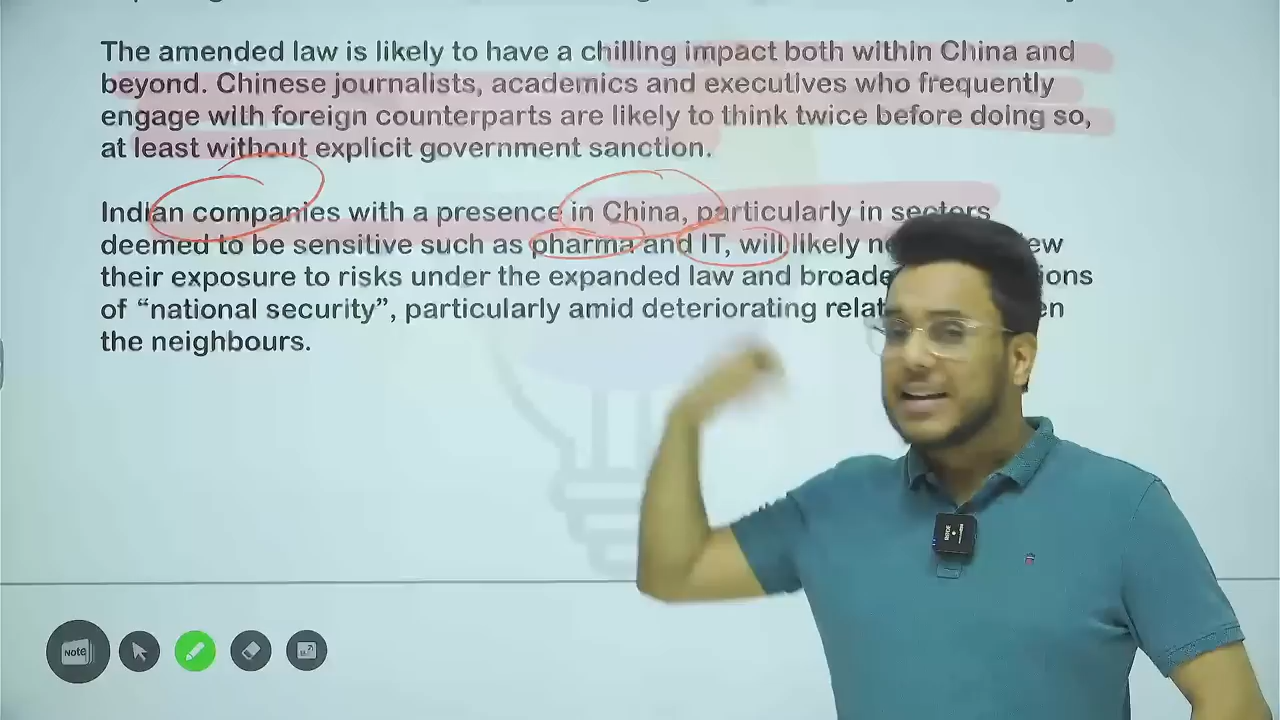 The amended law is likely to have a chilling impact both within China and
beyond. Chinese journalists, academics and executives who frequently
engage with foreign counterparts are likely to think twice before doing so,
at least without explicit government sanction.
Indian companies with a presence in China, particularly in sectors
deemed to be sensitive such as pharma and IT, will likely
their exposure to risks under the expanded law and
of “national security”, particularly amid deteriorating
the neighbours.
NOTE
RODE